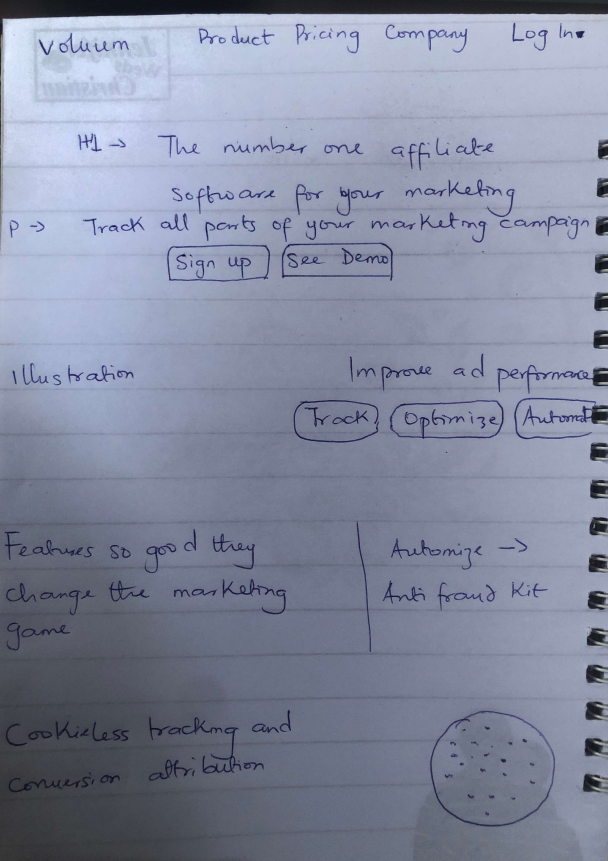 Voluum Product Pricing Company Log In
H1 → The number one affiliate
software for your marketing
P → Track all parts of your marketing campaign
Sign up See Demo
Illustration Improve ad performance
Track Optimize Automat
Features so good they
change the marketing
game
Automize →
Anti fraud Kit
Cookieless tracking and
conversion attribution